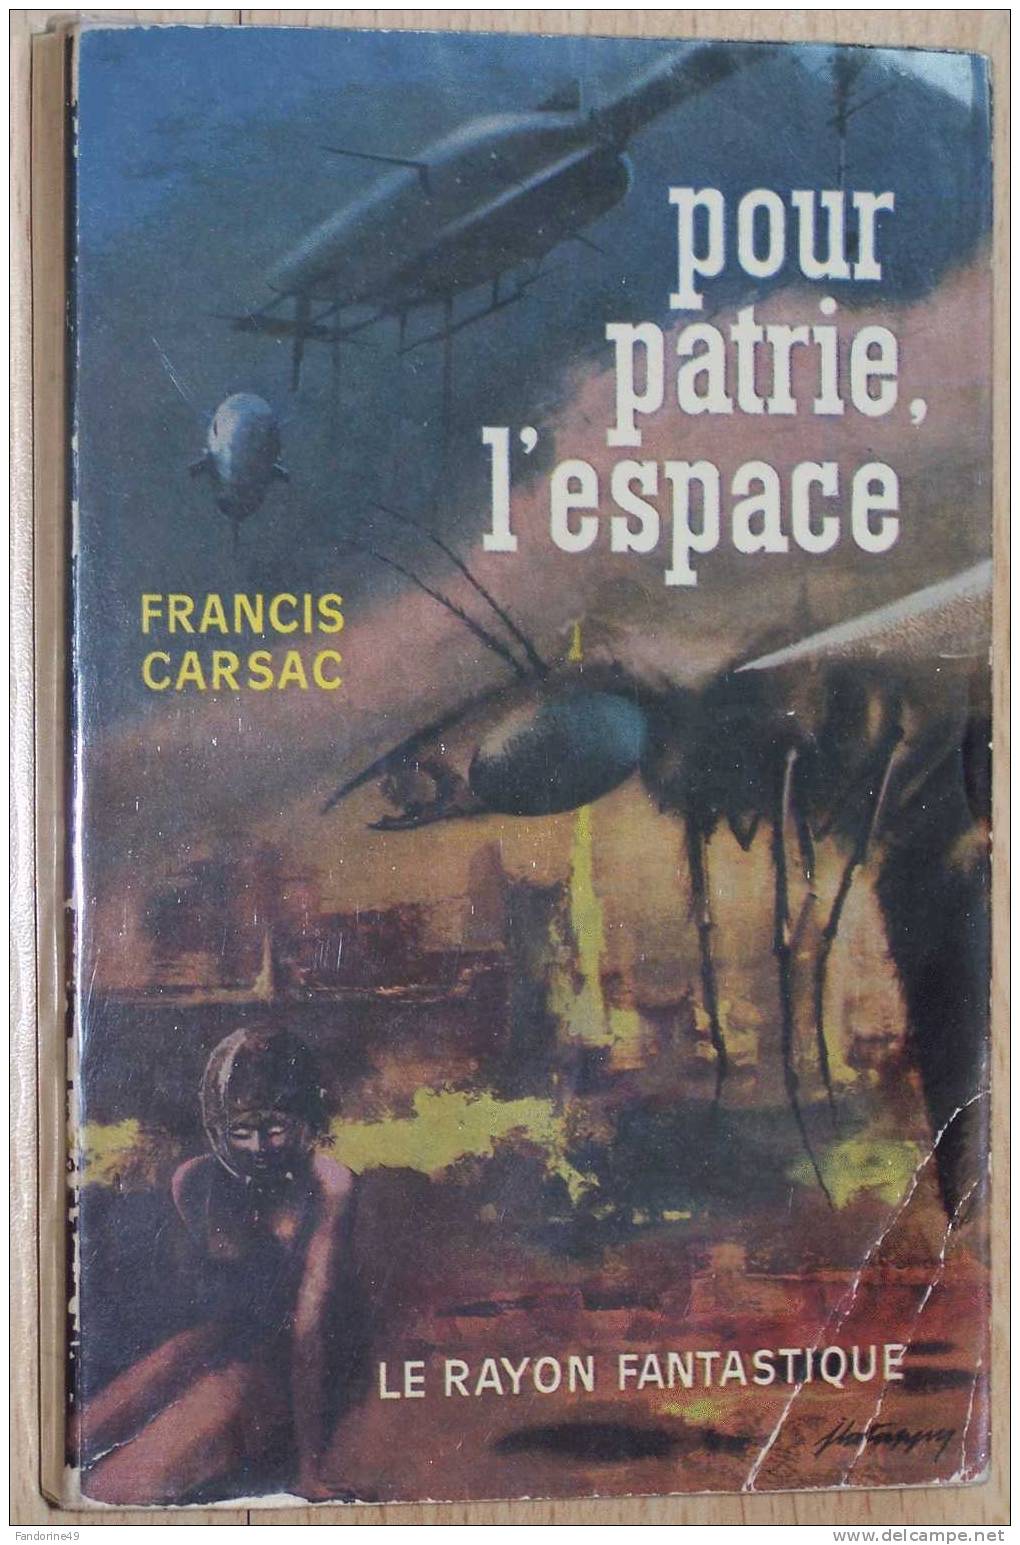 pour
patrie,
l'espace
FRANCIS
CARSAC
LE RAYON FANTASTIQUE
Fandorine49
www.delcampe.net